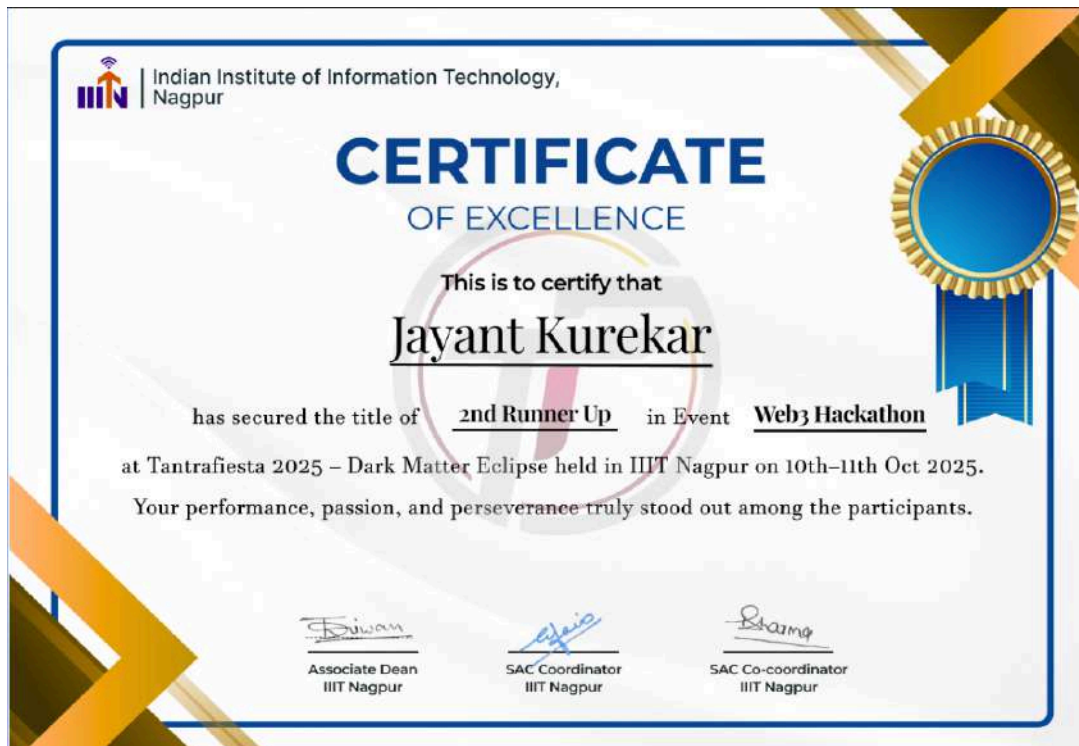 IIITN
Indian Institute of Information Technology,
Nagpur
CERTIFICATE
OF EXCELLENCE
This is to certify that
Jayant Kurekar
has secured the title of 2nd Runner Up in Event Web3 Hackathon
at Tantrafiesta 2025 – Dark Matter Eclipse held in IIIT Nagpur on 10th–11th Oct 2025.
Your performance, passion, and perseverance truly stood out among the participants.
Associate Dean
IIIT Nagpur
SAC Coordinator
IIIT Nagpur
SAC Co-coordinator
IIIT Nagpur